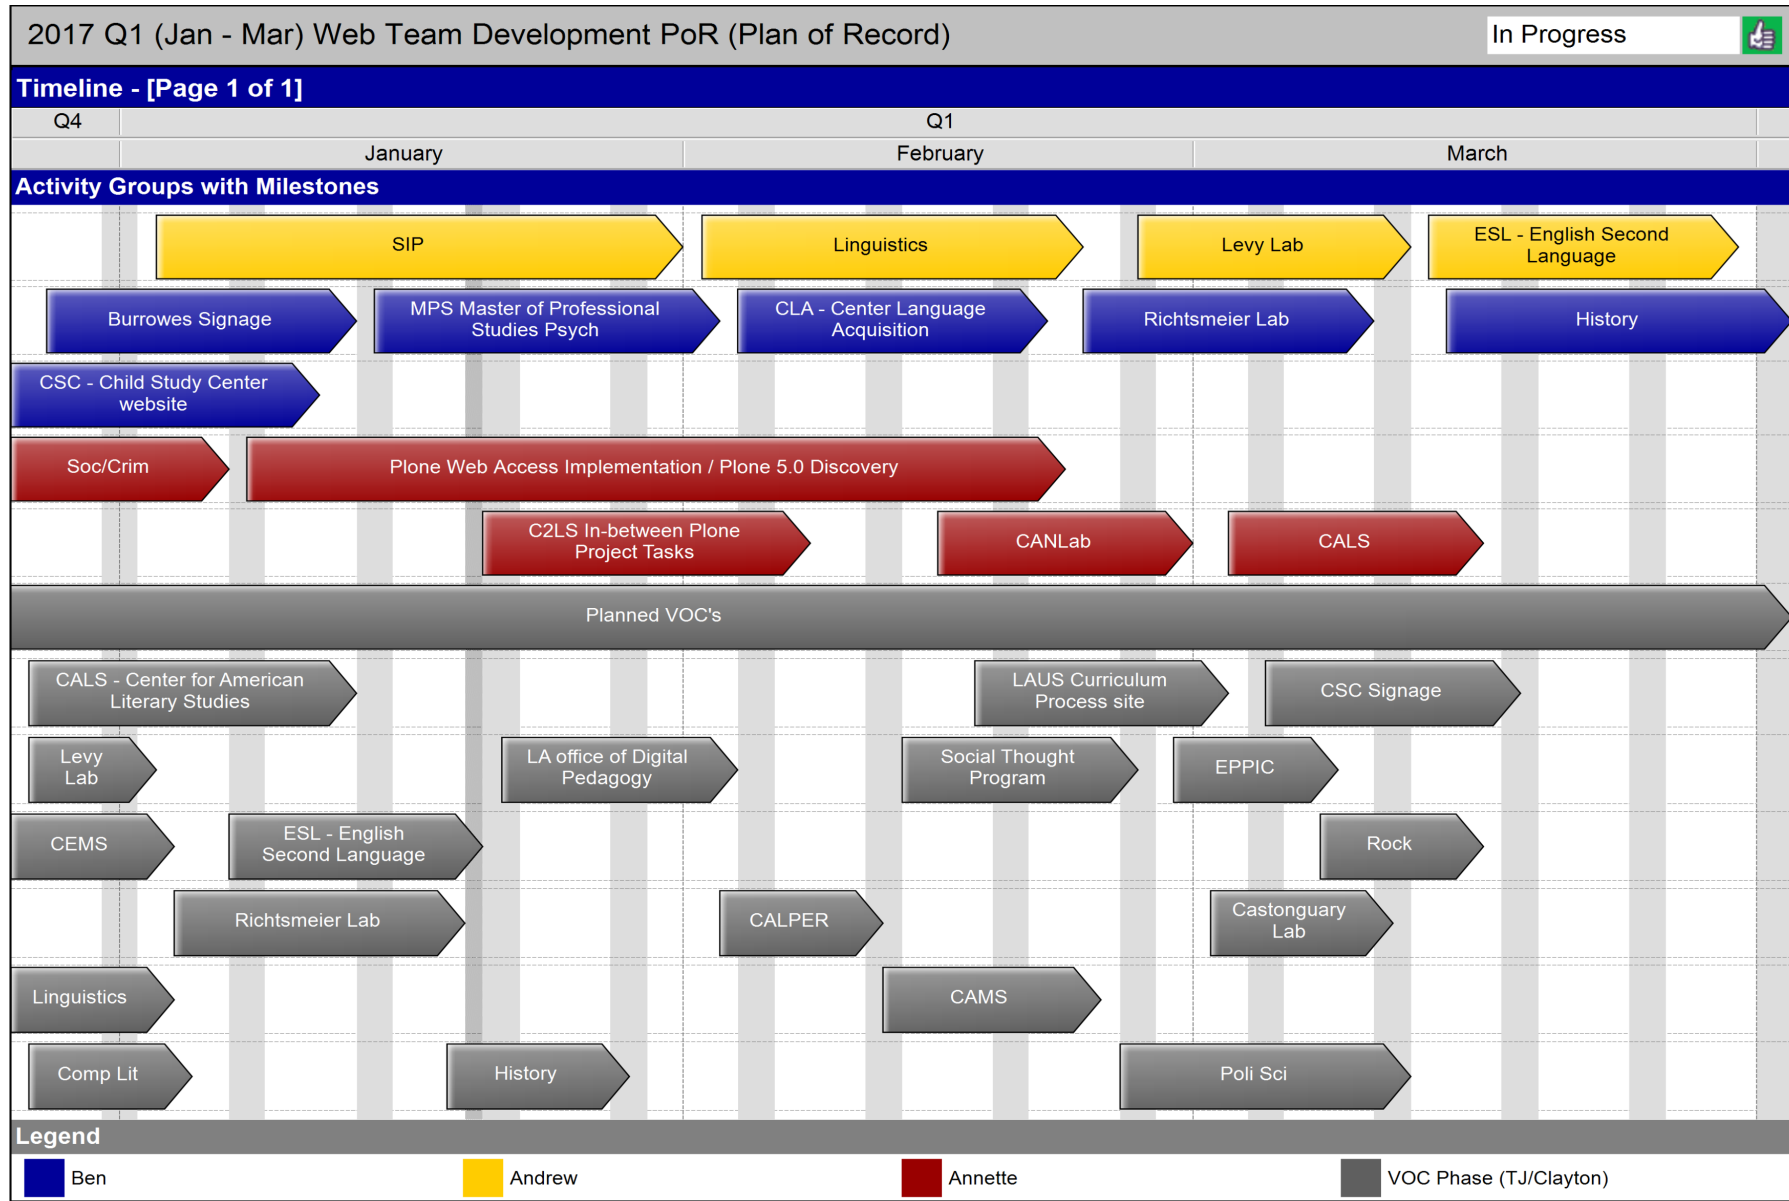 2017 Q1 (Jan - Mar) Web Team Development PoR (Plan of Record)
In Progress
Timeline - [Page 1 of 1]
Q4
Q1
January
February
March
Activity Groups with Milestones
SIP
Linguistics
Levy Lab
ESL - English Second
Language
Burrowes Signage
MPS Master of Professional
Studies Psych
CLA - Center Language
Acquisition
Richtsmeier Lab
History
CSC - Child Study Center
website
Soc/Crim
Plone Web Access Implementation / Plone 5.0 Discovery
C2LS In-between Plone
Project Tasks
CANLab
CALS
Planned VOC's
CALS - Center for American
Literary Studies
LAUS Curriculum
Process site
CSC Signage
Levy
Lab
LA office of Digital
Pedagogy
Social Thought
Program
EPPIC
CEMS
ESL - English
Second Language
Rock
Richtsmeier Lab
CALPER
Castonguary
Lab
Linguistics
CAMS
Comp Lit
History
Poli Sci
Legend
Ben
Andrew
Annette
VOC Phase (TJ/Clayton)